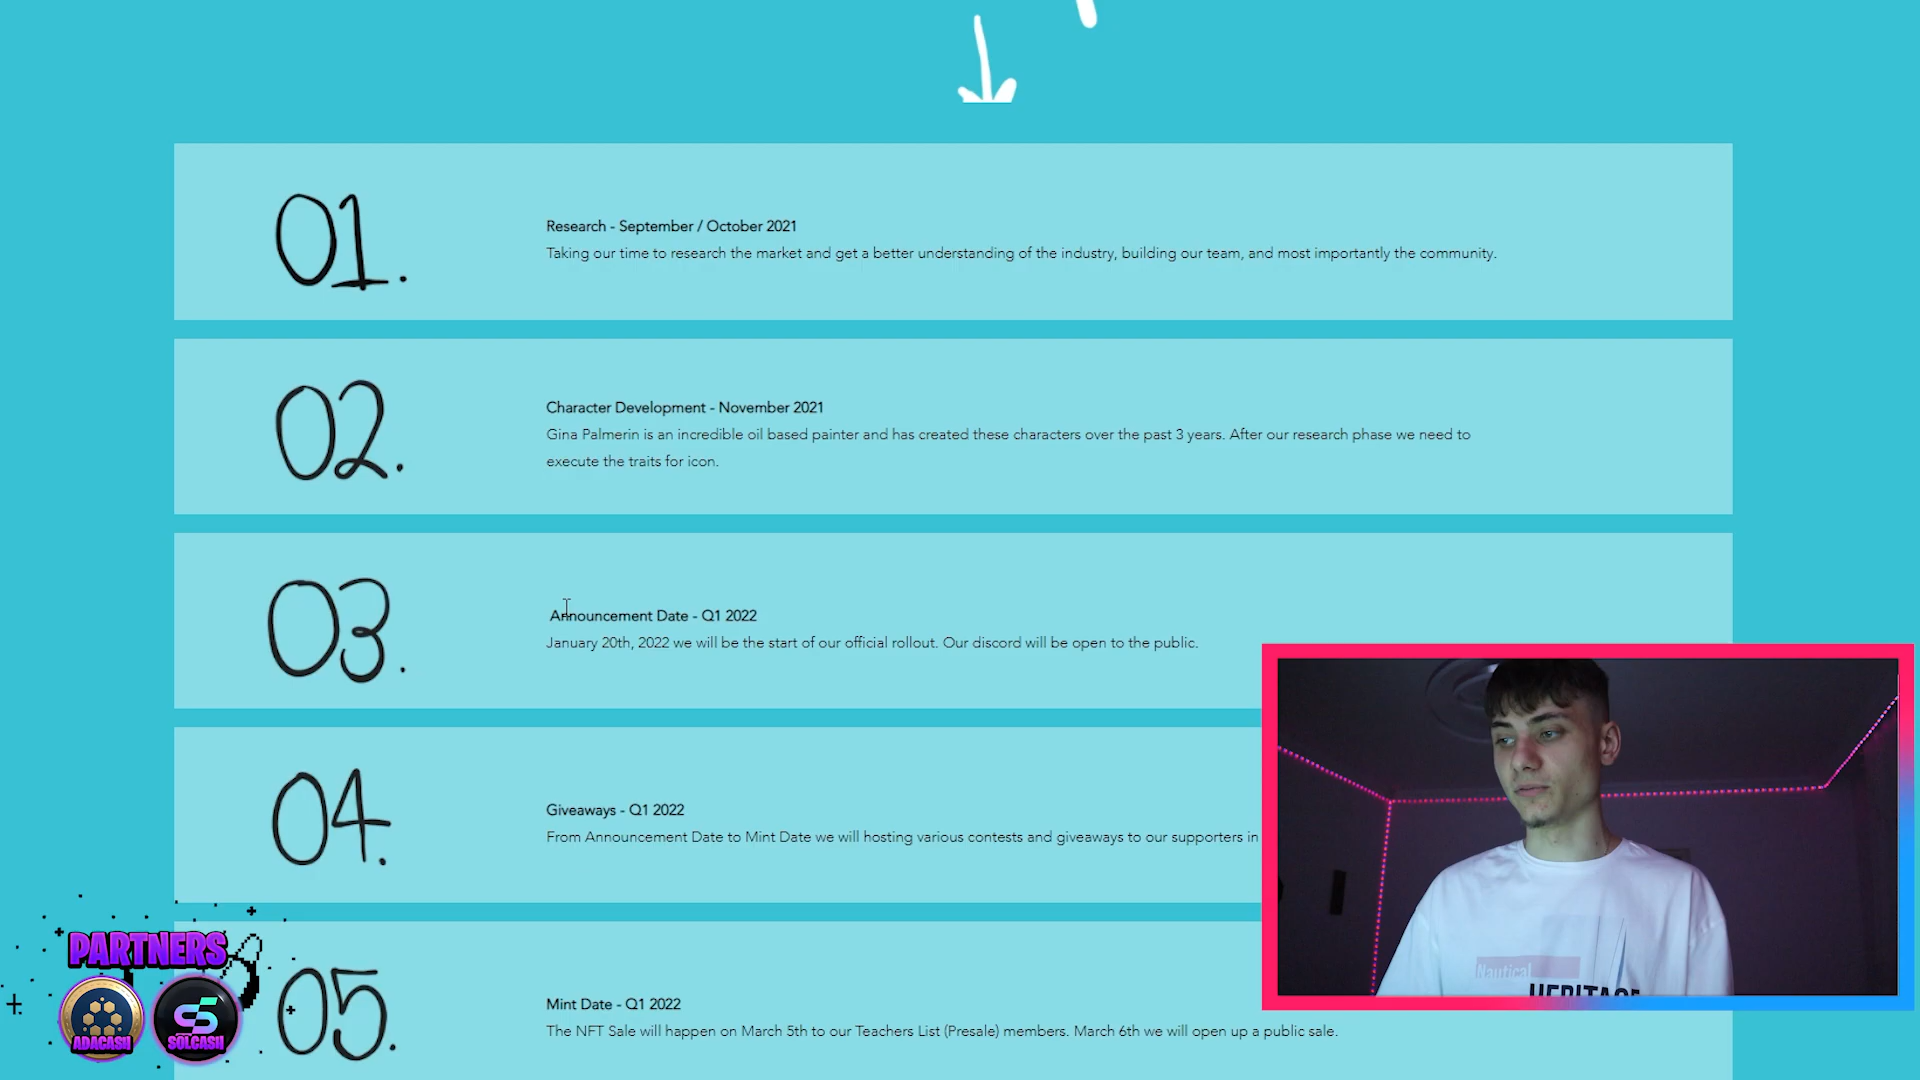 01.
Research - September / October 2021
Taking our time to research the market and get a better understanding of the industry, building our team, and most importantly the community.
02.
Character Development - November 2021
Gina Palmerin is an incredible oil based painter and has created these characters over the past 3 years. After our research phase we need to
execute the traits for icon.
03.
Announcement Date - Q1 2022
January 20th, 2022 we will be the start of our official rollout. Our discord will be open to the public.
04.
Giveaways - Q1 2022
From Announcement Date to Mint Date we will hosting various contests and giveaways to our supporters in
05.
Mint Date - Q1 2022
The NFT Sale will happen on March 5th to our Teachers List (Presale) members. March 6th we will open up a public sale.
PARTNERS
ADACASH
SOLCASH
Nautical
HERITAGE